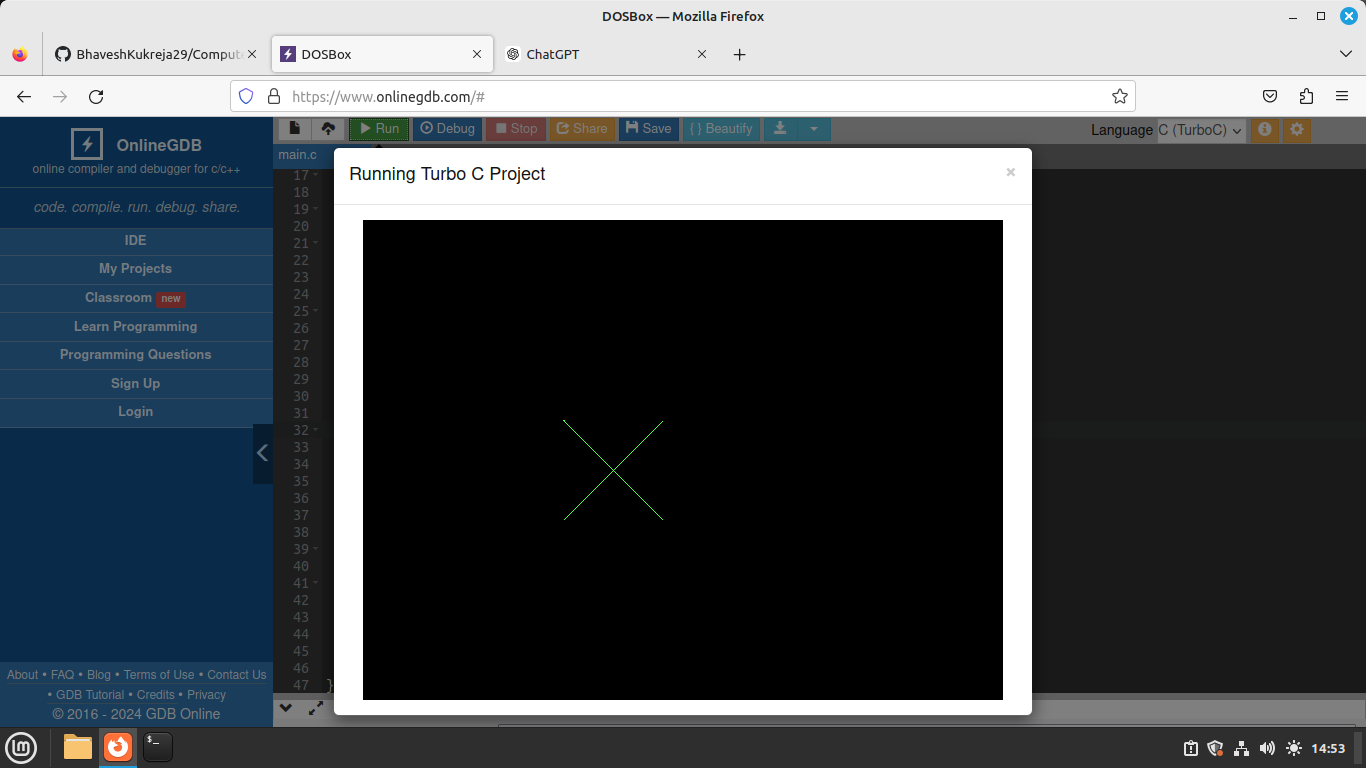 DOSBox — Mozilla Firefox
BhaveshKukreja29/Compute
DOSBox
ChatGPT
https://www.onlinegdb.com/#
OnlineGDB
online compiler and debugger for c/c++
code. compile. run. debug. share.
IDE
My Projects
Classroom new
Learn Programming
Programming Questions
Sign Up
Login
About • FAQ • Blog • Terms of Use • Contact Us
• GDB Tutorial • Credits • Privacy
© 2016 - 2024 GDB Online
Run Debug Stop Share Save { } Beautify
Language C (TurboC)
main.c
Running Turbo C Project
×
17
18
19
20
21
22
23
24
25
26
27
28
29
30
31
32
33
34
35
36
37
38
39
40
41
42
43
44
45
46
47 }
14:53